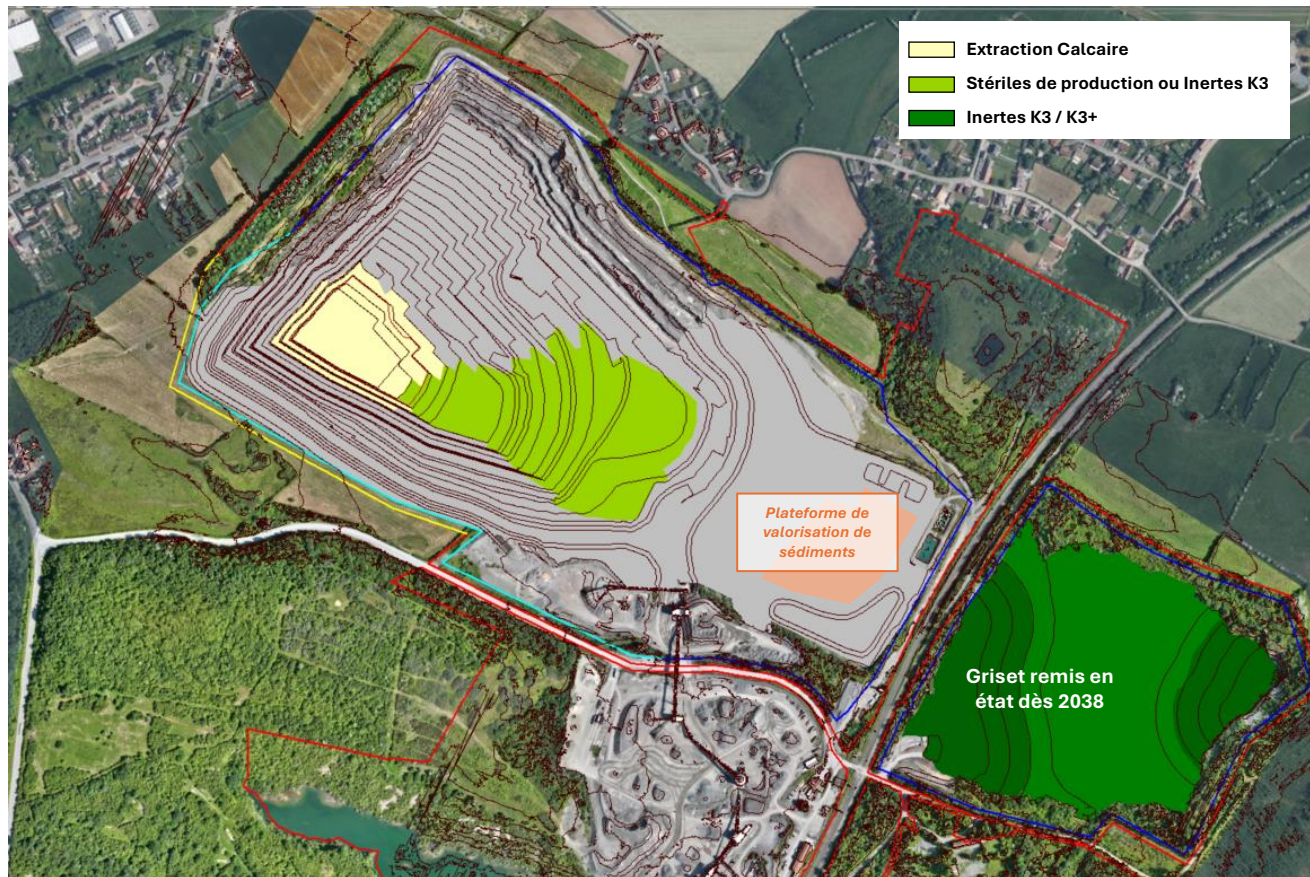 Extraction Calcaire
Stériles de production ou Inertes K3
Inertes K3 / K3+
Plateforme de
valorisation de
sédiments
Griset remis en
état dès 2038